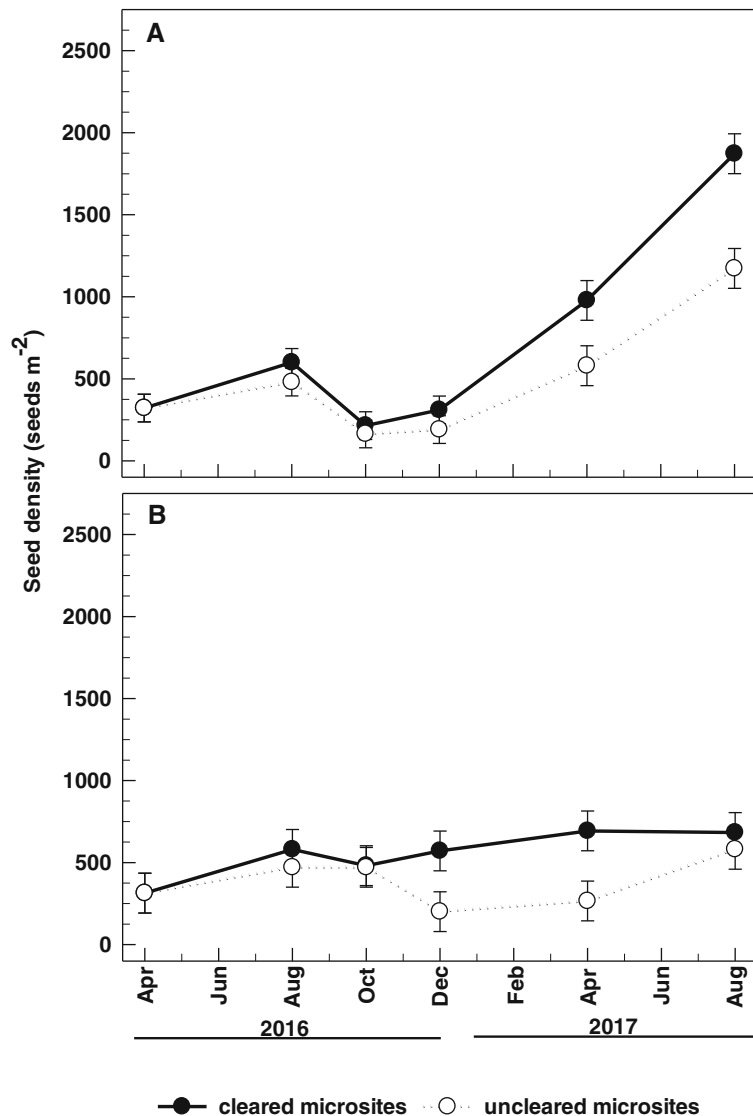 A
2500
2000
1500
1000
500
0
B
2500
2000
1500
1000
500
0
Seed density (seeds m-2)
Apr Jun Aug Oct Dec Feb Apr Jun Aug
2016 2017
cleared microsites uncleared microsites